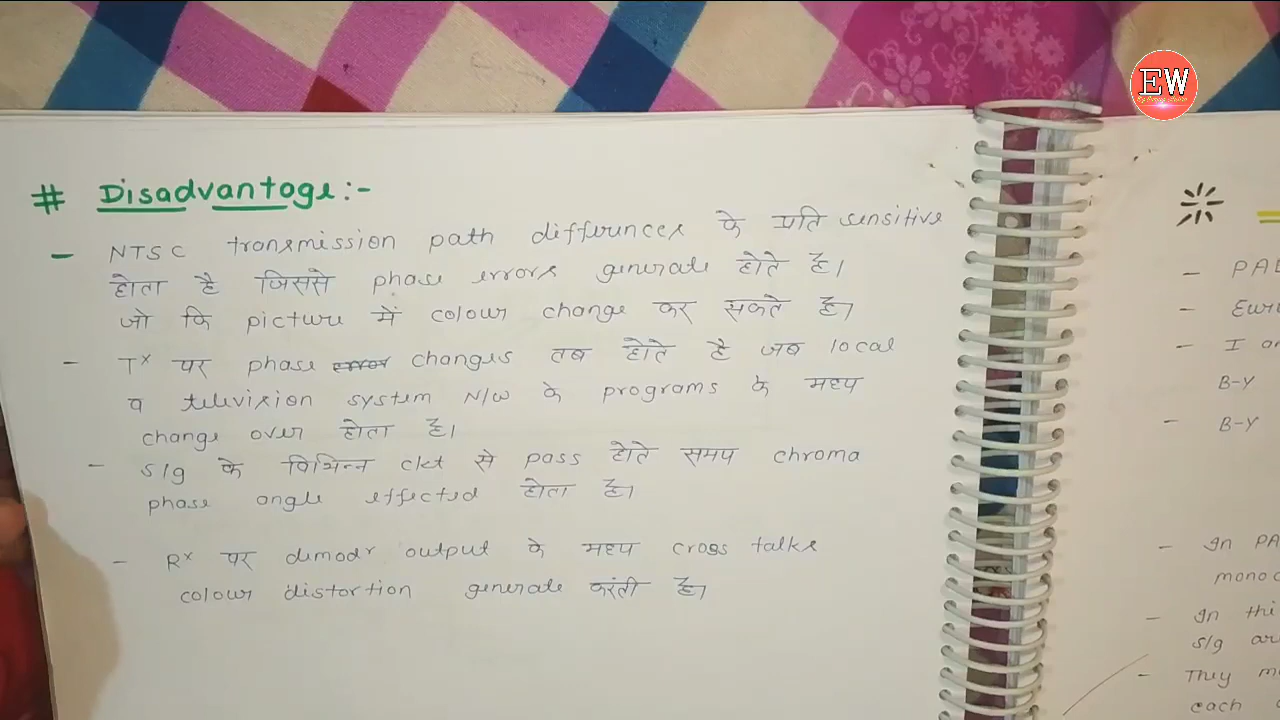 EW
# Disadvantage:-
- NTSC transmission path differences के प्रति sensitive
होता है जिससे phase errors generate होते है।
जो कि picture में colour change कर सकते है।
- Tx पर phase changes तब होते है जब local
व television system N/W के programs के मध्य
change over होता है।
- S/g के विभिन्न ckt से pass होते समय chroma
phase angle effected होता है।
- Rx पर demodr output के मध्य cross talks
colour distortion generate करती है।
- PAL
- Euro
- I an
B-Y
- B-Y
- In PA
mono
- In thi
S/g ar
- They m
each